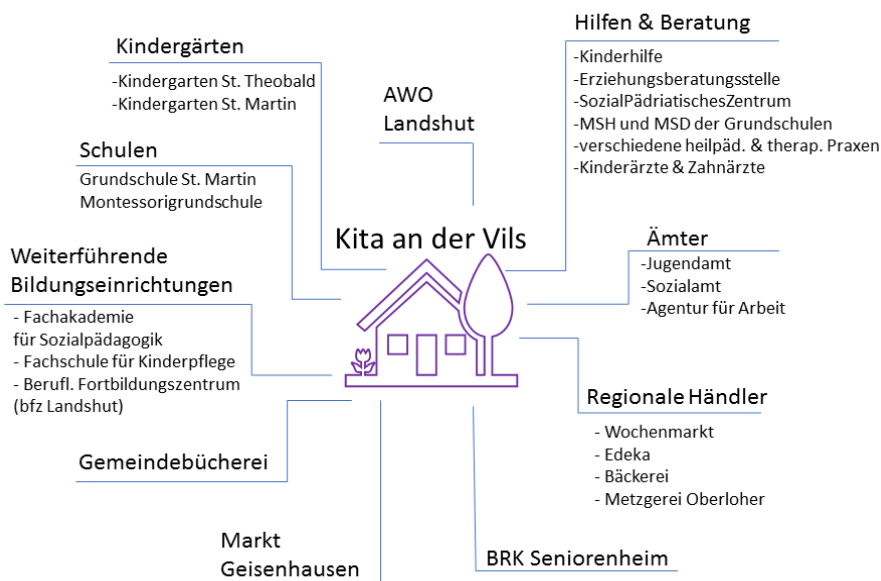 Kindergärten
-Kindergarten St. Theobald
-Kindergarten St. Martin
AWO
Landshut
Hilfen & Beratung
-Kinderhilfe
-Erziehungsberatungsstelle
-SozialPädriatischesZentrum
-MSH und MSD der Grundschulen
-verschiedene heilpäd. & therap. Praxen
-Kinderärzte & Zahnärzte
Schulen
Grundschule St. Martin
Montessorigrundschule
Kita an der Vils
Weiterführende
Bildungseinrichtungen
- Fachakademie
für Sozialpädagogik
- Fachschule für Kinderpflege
- Berufl. Fortbildungszentrum
(bfz Landshut)
Ämter
-Jugendamt
-Sozialamt
-Agentur für Arbeit
Regionale Händler
- Wochenmarkt
- Edeka
- Bäckerei
- Metzgerei Oberloher
Gemeindebücherei
Markt
Geisenhausen
BRK Seniorenheim